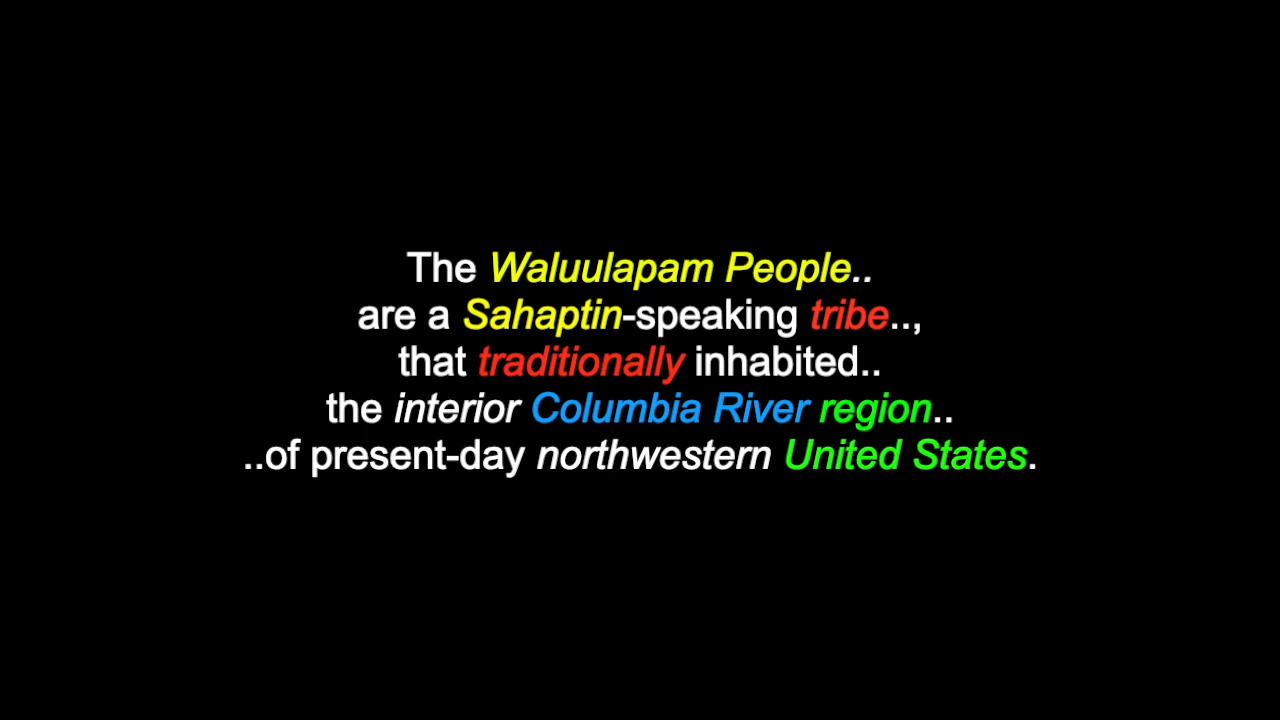 The Waluulapam People..
are a Sahaptin-speaking tribe..,
that traditionally inhabited..
the interior Columbia River region..
..of present-day northwestern United States.